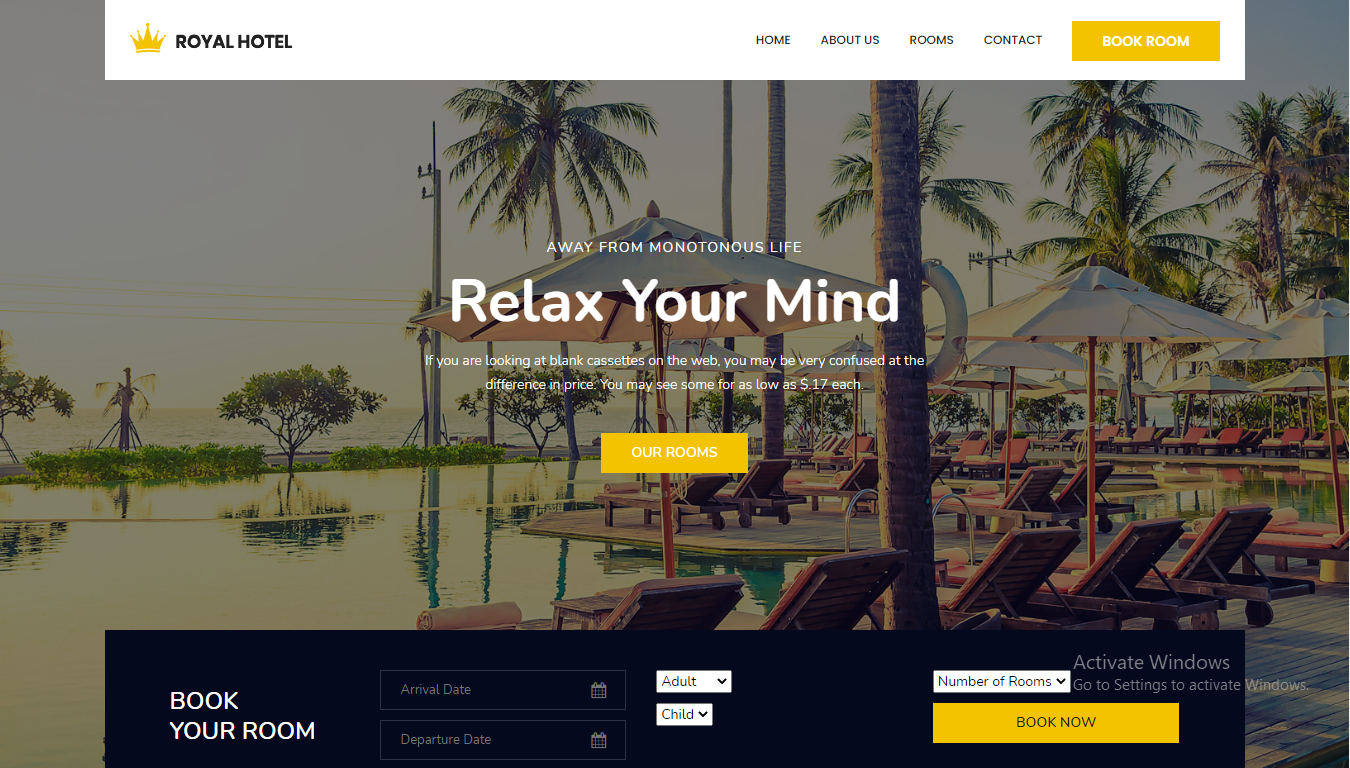 ROYAL HOTEL
HOME
ABOUT US
ROOMS
CONTACT
BOOK ROOM
AWAY FROM MONOTONOUS LIFE
Relax Your Mind
If you are looking at blank cassettes on the web, you may be very confused at the
difference in price. You may see some for as low as $.17 each.
OUR ROOMS
BOOK
YOUR ROOM
Arrival Date
Departure Date
Adult
Child
Number of Rooms
BOOK NOW
Activate Windows
Go to Settings to activate Windows.